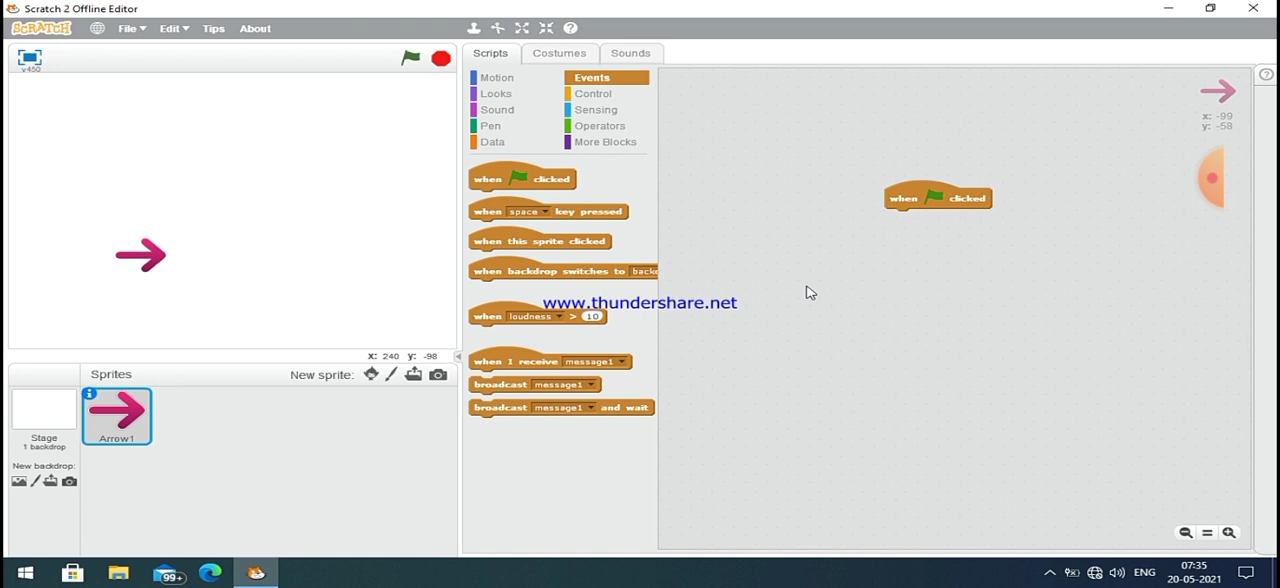 Scratch 2 Offline Editor
SCRATCH File Edit Tips About
v450
Scripts Costumes Sounds
Motion Events
Looks Control
Sound Sensing
Pen Operators
Data More Blocks
when clicked
when space key pressed
when this sprite clicked
when backdrop switches to
when loudness > 10
when I receive message1
broadcast message1
broadcast message1 and wait
when clicked
x: -99
y: -58
www.thundershare.net
x: 240 y: -98
Sprites New sprite:
Stage
1 backdrop
New backdrop:
Arrow1
99+
ENG
07:35
20-05-2021